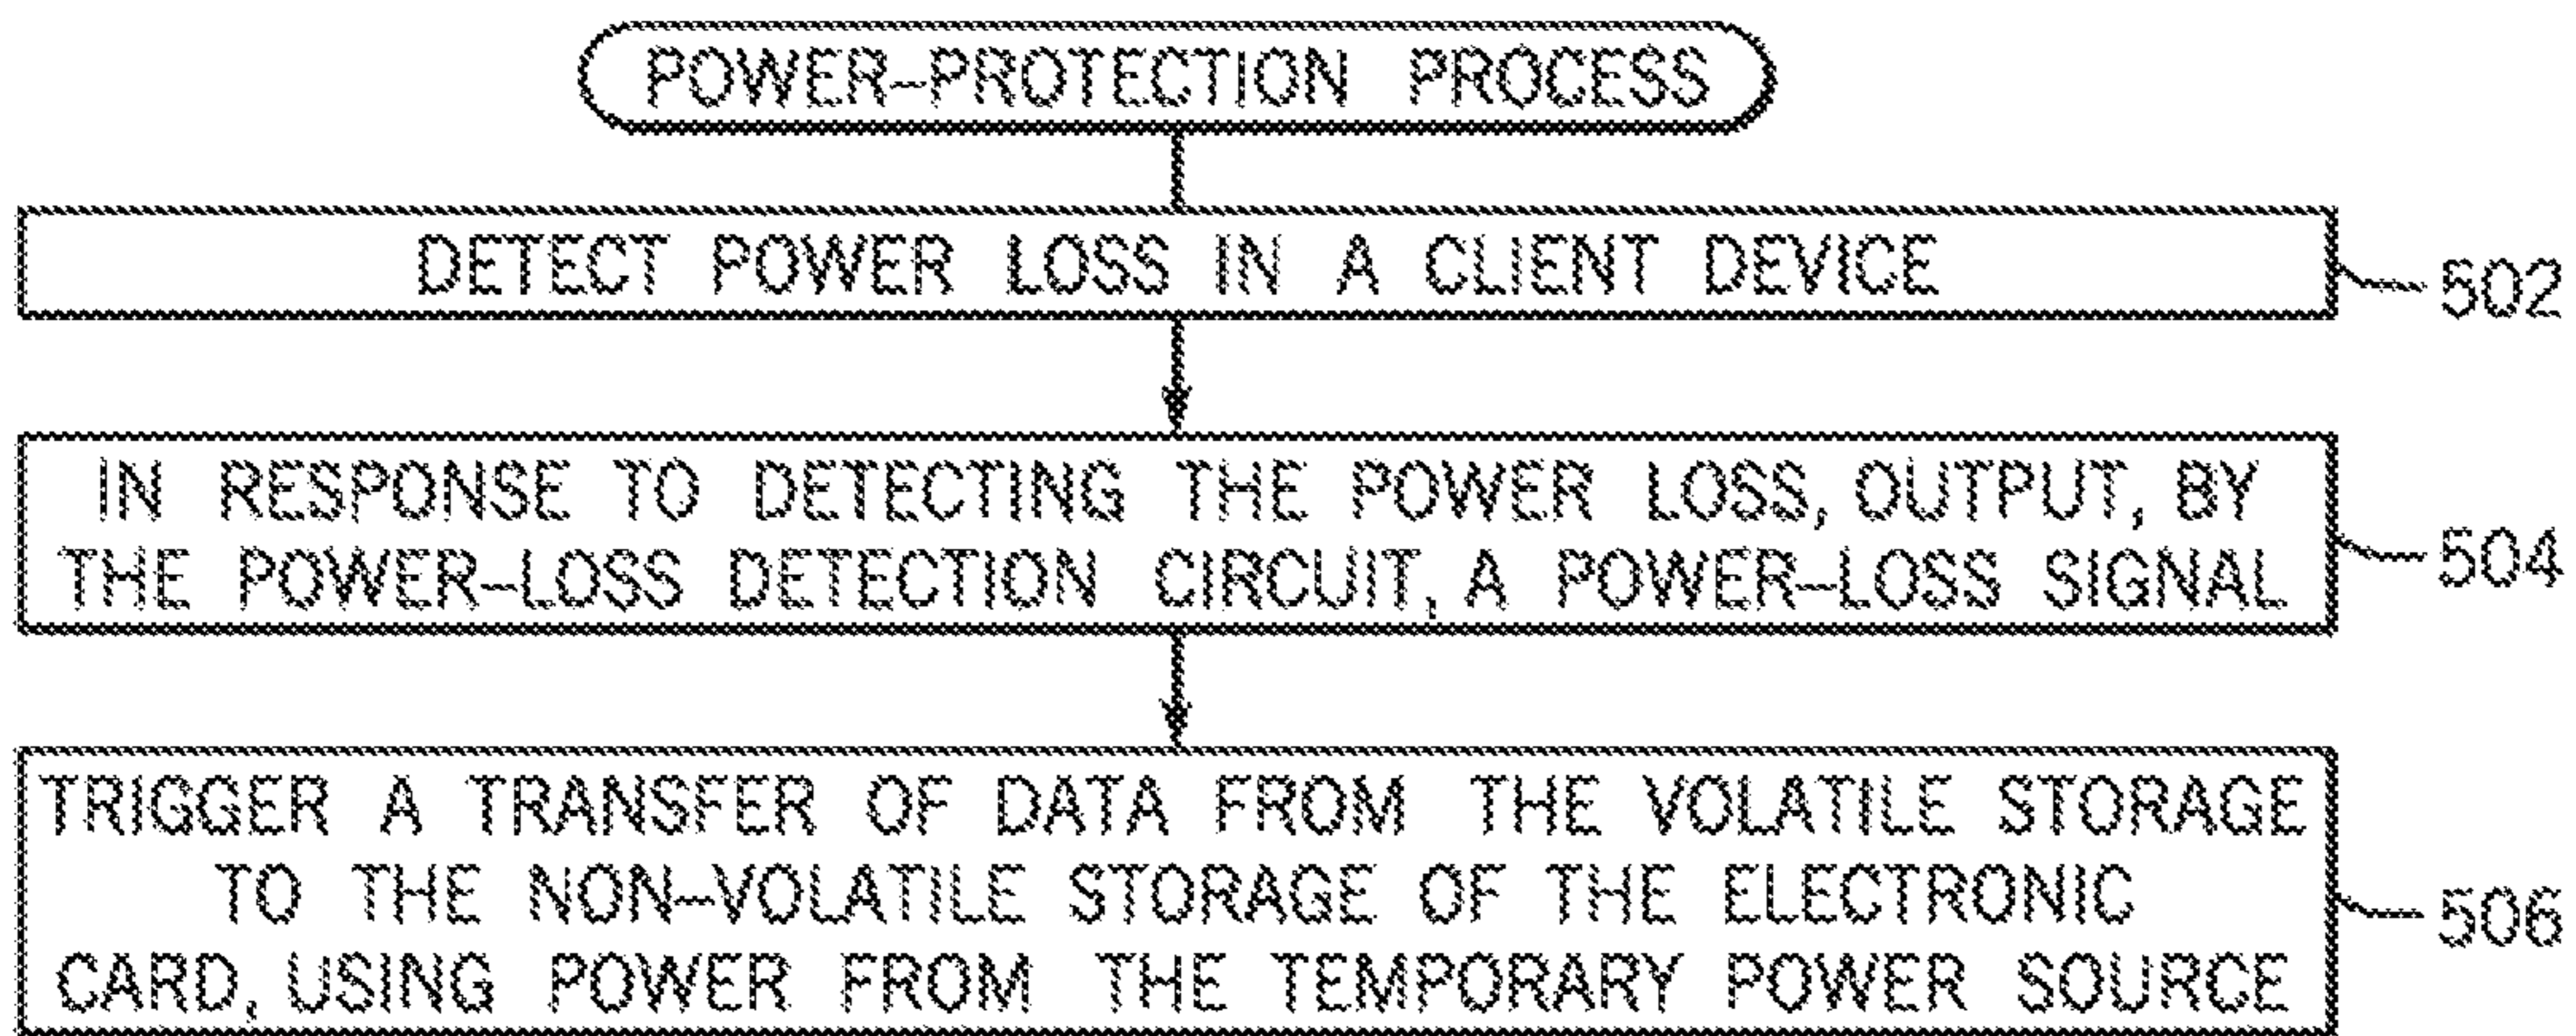 POWER-PROTECTION PROCESS
DETECT POWER LOSS IN A CLIENT DEVICE
502
IN RESPONSE TO DETECTING THE POWER LOSS, OUTPUT, BY
THE POWER-LOSS DETECTION CIRCUIT, A POWER-LOSS SIGNAL
504
TRIGGER A TRANSFER OF DATA FROM THE VOLATILE STORAGE
TO THE NON-VOLATILE STORAGE OF THE ELECTRONIC
CARD, USING POWER FROM THE TEMPORARY POWER SOURCE
506